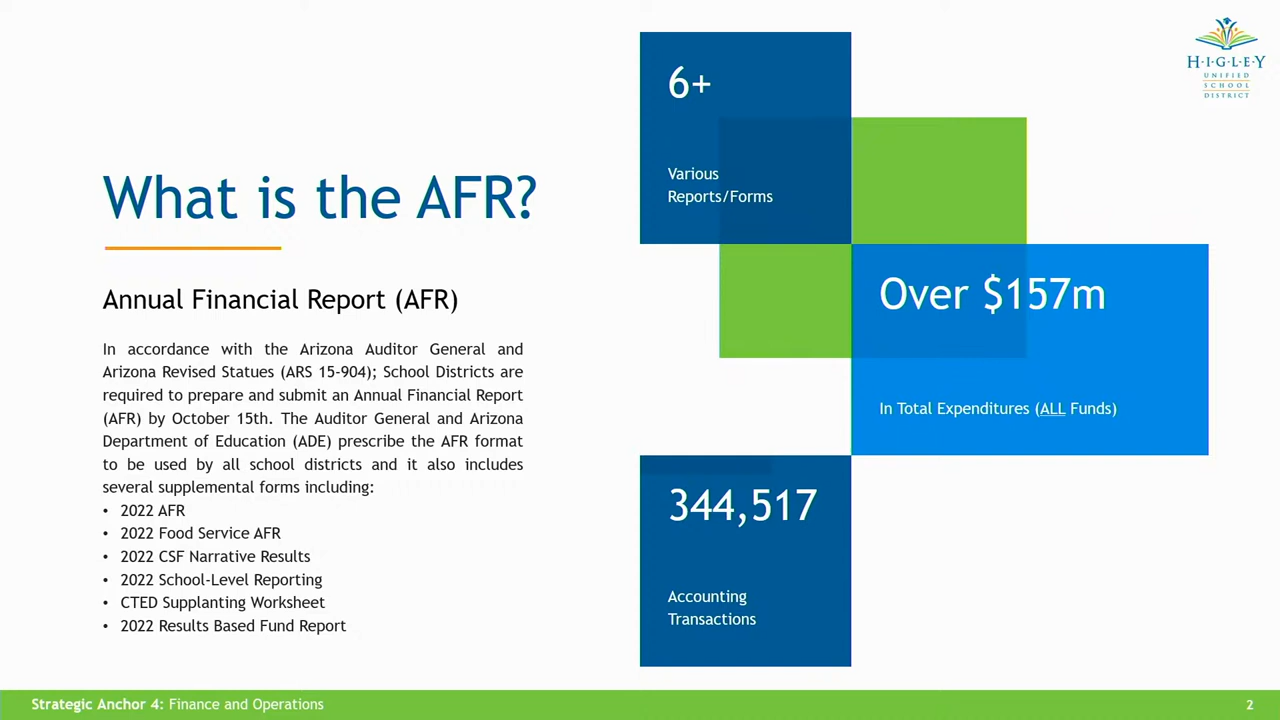 What is the AFR?
Annual Financial Report (AFR)
In accordance with the Arizona Auditor General and
Arizona Revised Statues (ARS 15-904); School Districts are
required to prepare and submit an Annual Financial Report
(AFR) by October 15th. The Auditor General and Arizona
Department of Education (ADE) prescribe the AFR format
to be used by all school districts and it also includes
several supplemental forms including:
• 2022 AFR
• 2022 Food Service AFR
• 2022 CSF Narrative Results
• 2022 School-Level Reporting
• CTED Supplanting Worksheet
• 2022 Results Based Fund Report
6+
Various
Reports/Forms
Over $157m
In Total Expenditures (ALL Funds)
344,517
Accounting
Transactions
H·I·G·L·E·Y
UNIFIED
SCHOOL
DISTRICT
Strategic Anchor 4: Finance and Operations
2